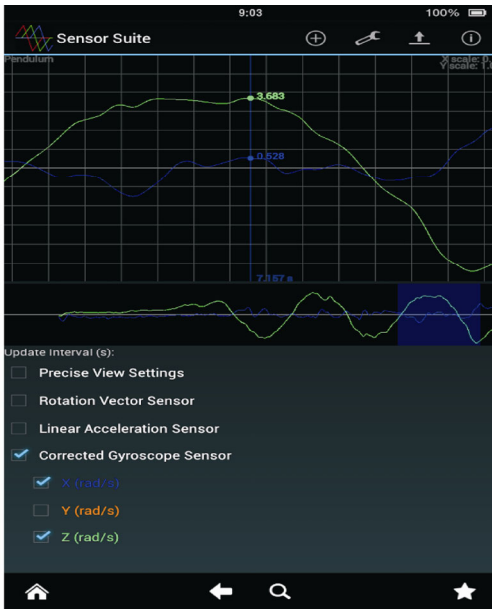 9:03
100%
Sensor Suite
Pendulum
X scale: 0.
Y scale: 1.0
3.683
0.528
7.157 s
Update Interval (s):
Precise View Settings
Rotation Vector Sensor
Linear Acceleration Sensor
Corrected Gyroscope Sensor
X (rad/s)
Y (rad/s)
Z (rad/s)